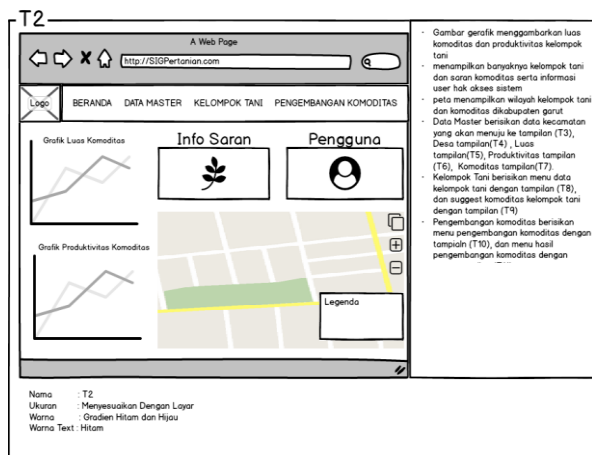 T2
A Web Page
http://SIGPertanian.com
Logo
BERANDA DATA MASTER KELOMPOK TANI PENGEMBANGAN KOMODITAS
Grafik Luas Komoditas
Info Saran
Pengguna
Grafik Produktivitas Komoditas
Legenda
- Gambar gerafik menggambarkan luas
komoditas dan produktivitas kelompok
tani
- menampilkan banyaknya kelompok tani
dan saran komoditas serta informasi
user hak akses sistem
- peta menampilkan wilayah kelompok tani
dan komoditas dikabupaten garut
- Data Master berisikan data kecamatan
yang akan menuju ke tampilan (T3),
Desa tampilan(T4) , Luas
tampilan(T5), Produktivitas tampilan
(T6), Komoditas tampilan(T7).
- Kelompok Tani berisikan menu data
kelompok tani dengan tampilan (T8),
dan suggest komoditas kelompok tani
dengan tampilan (T9)
- Pengembangan komoditas berisikan
menu pengembangan komoditas dengan
tampialn (T10), dan menu hasil
pengembangan komoditas dengan
Nama : T2
Ukuran : Menyesuaikan Dengan Layar
Warna : Gradien Hitam dan Hijau
Warna Text : Hitam